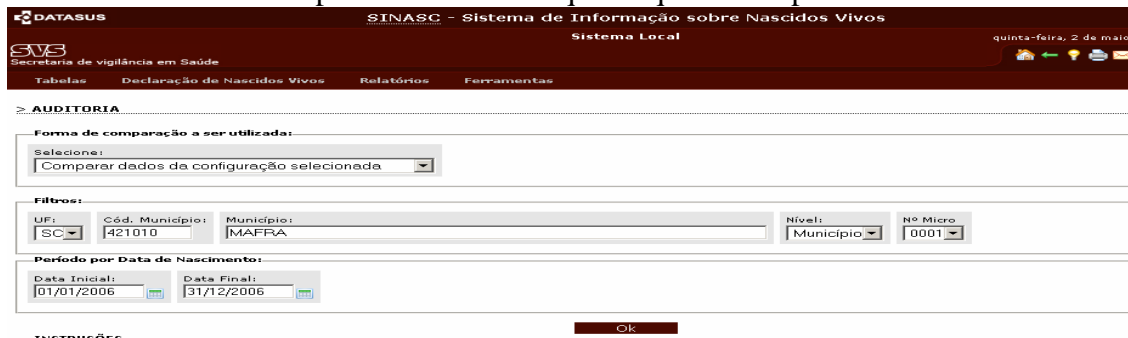 DATASUS SINASC - Sistema de Informação sobre Nascidos Vivos
Sistema Local quinta-feira, 2 de maio
SVS
Secretaria de vigilância em Saúde
Tabelas Declaração de Nascidos Vivos Relatórios Ferramentas
> AUDITORIA
Forma de comparação a ser utilizada:
Selecione:
Comparar dados da configuração selecionada
Filtros:
UF: Cód. Município: Município: Nível: Nº Micro
SC 421010 MAFRA Município 0001
Período por Data de Nascimento:
Data Inicial: Data Final:
01/01/2006 31/12/2006
Ok
INSTRUÇÕES